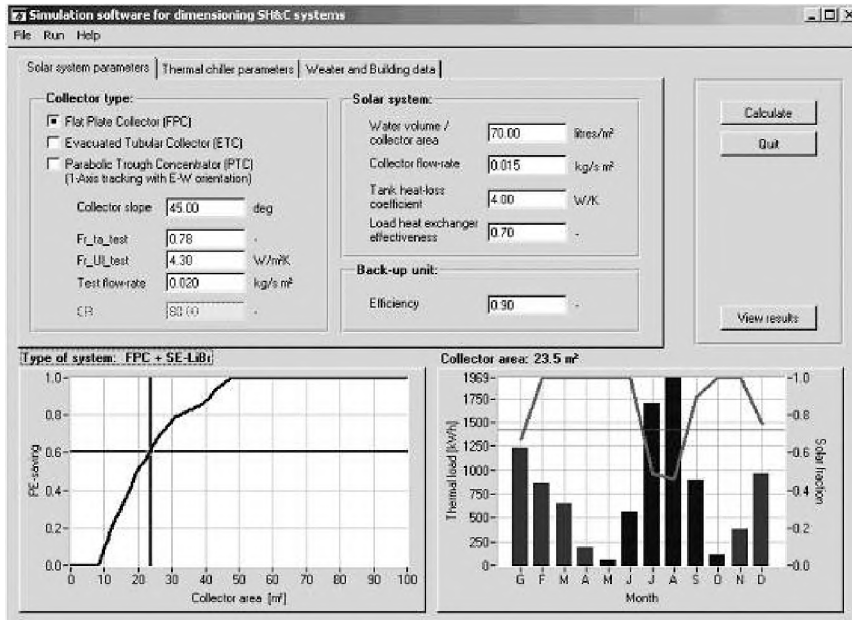 Simulation software for dimensioning SH&C systems
File Run Help
Solar system parameters Thermal chiller parameters Weater and Building data
Collector type:
Flat Plate Collector (FPC)
Evacuated Tubular Collector (ETC)
Parabolic Trough Concentrator (PTC)
(1-Axis tracking with E-W orientation)
Collector slope 45.00 deg
Fr_ta_test 0.78 -
Fr_Ul_test 4.30 W/m²K
Test flow-rate 0.020 kg/s m²
CR 80.00 -
Solar system:
Water volume /
collector area 70.00 litres/m²
Collector flow-rate 0.015 kg/s m²
Tank heat-loss
coefficient 4.00 W/K
Load heat exchanger
effectiveness 0.70 -
Back-up unit:
Efficiency 0.90 -
Calculate
Quit
View results
Type of system: FPC + SE-LiBr
PE-saving
1.0
0.8
0.6
0.4
0.2
0.0
0 10 20 30 40 50 60 70 80 90 100
Collector area [m²]
Collector area: 23.5 m²
Thermal load [kWh]
1969
1750
1500
1250
1000
750
500
250
0
1.0
0.8
0.6
0.4
0.2
0.0
Solar fraction
G F M A M J J A S O N D
Month